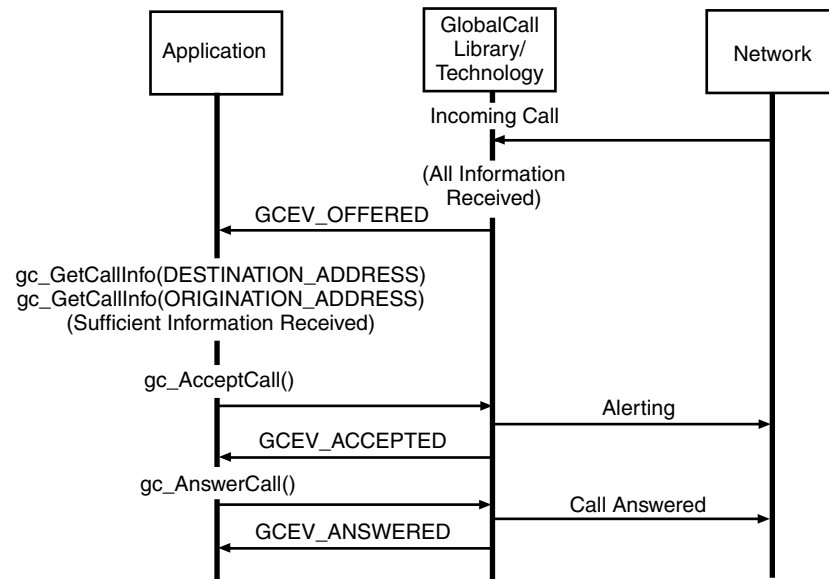 Application
GlobalCall
Library/
Technology
Network
Incoming Call
(All Information
Received)
GCEV_OFFERED
gc_GetCallInfo(DESTINATION_ADDRESS)
gc_GetCallInfo(ORIGINATION_ADDRESS)
(Sufficient Information Received)
gc_AcceptCall()
Alerting
GCEV_ACCEPTED
gc_AnswerCall()
Call Answered
GCEV_ANSWERED